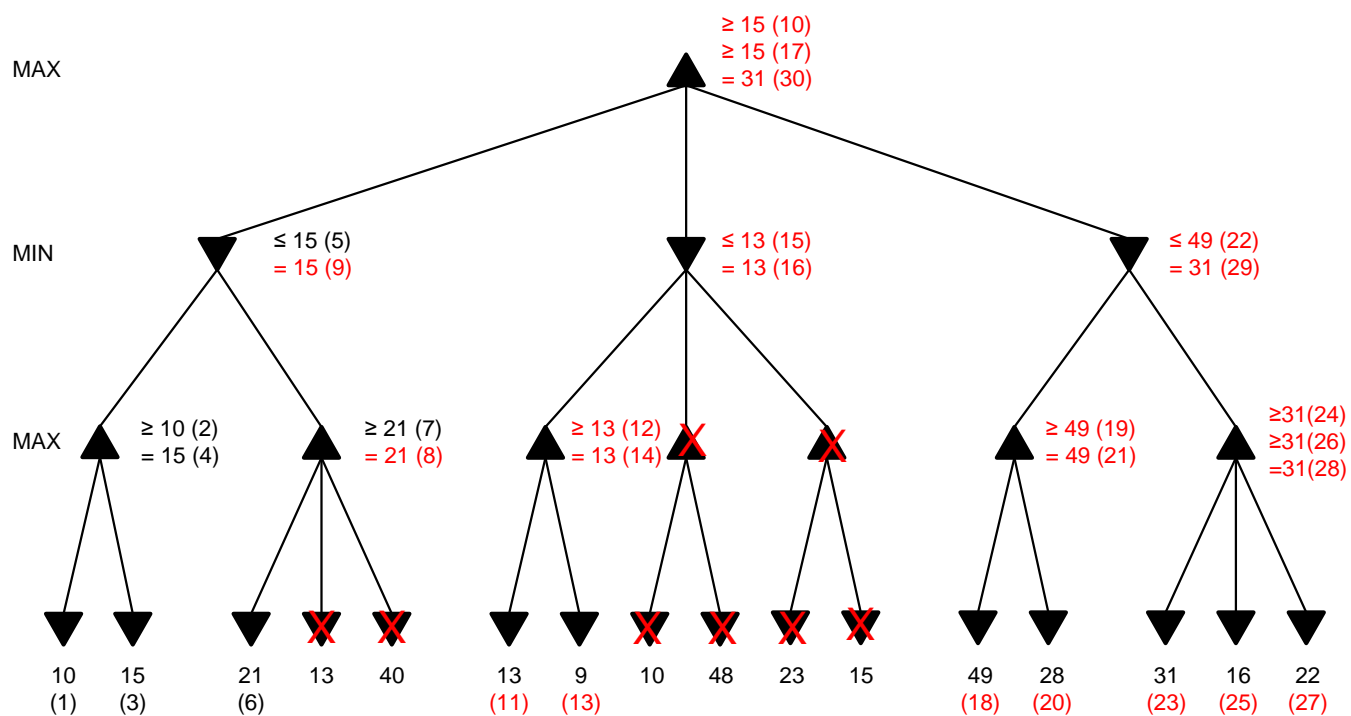 ≥ 15 (10)
≥ 15 (17)
= 31 (30)
MAX
MIN
≤ 15 (5)
= 15 (9)
≤ 13 (15)
= 13 (16)
≤ 49 (22)
= 31 (29)
MAX
≥ 10 (2)
= 15 (4)
≥ 21 (7)
= 21 (8)
≥ 13 (12)
= 13 (14)
X
X
≥ 49 (19)
= 49 (21)
≥31(24)
≥31(26)
=31(28)
X X X X X X
10 15 21 13 40 13 9 10 48 23 15 49 28 31 16 22
(1) (3) (6) (11) (13) (18) (20) (23) (25) (27)